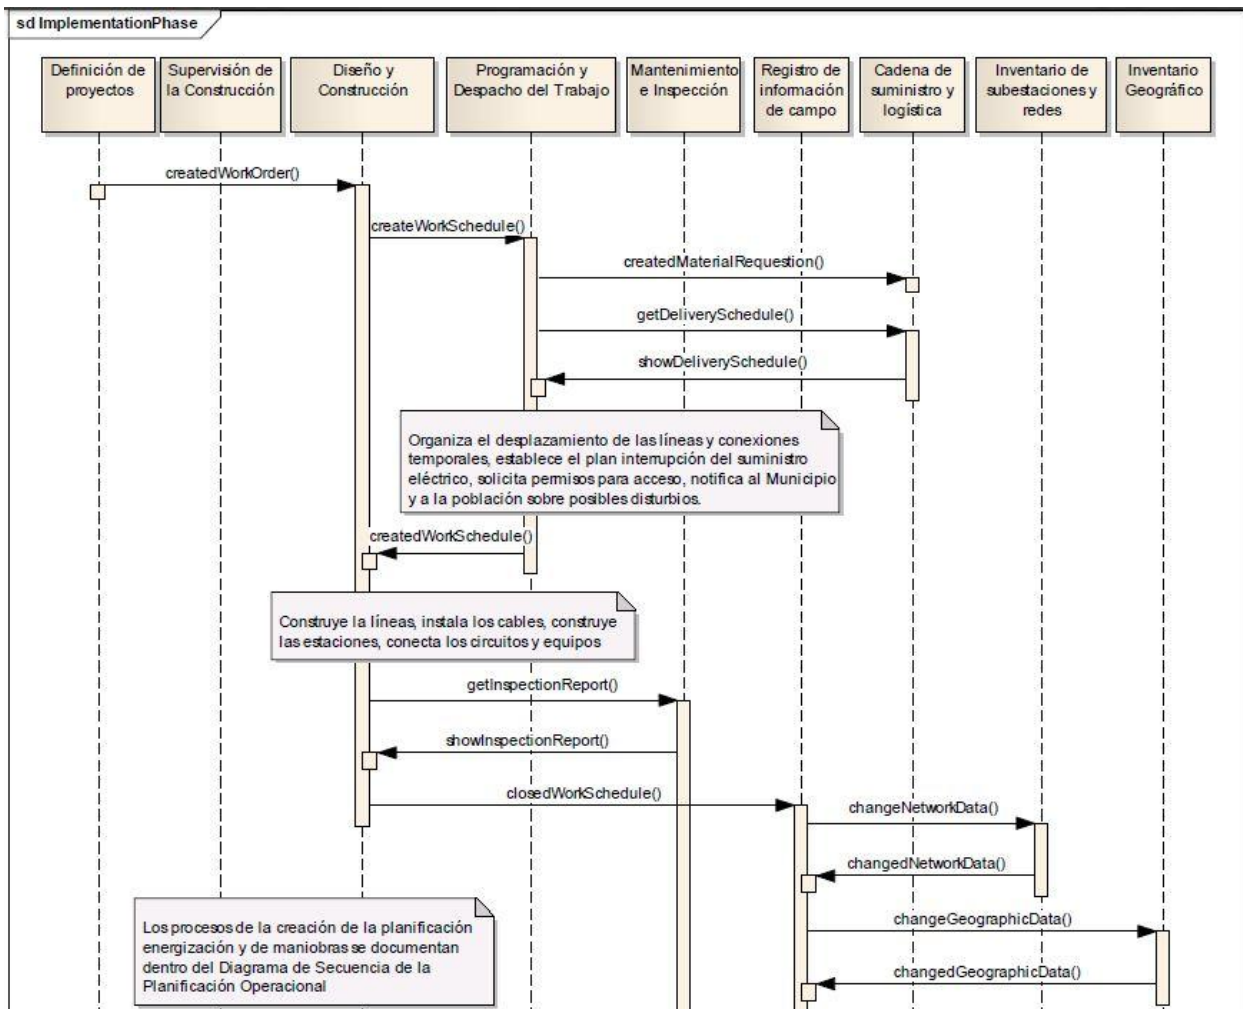 sd ImplementationPhase
Definición de
proyectos
Supervisión de
la Construcción
Diseño y
Construcción
Programación y
Despacho del Trabajo
Mantenimiento
e Inspección
Registro de
información
de campo
Cadena de
suministro y
logística
Inventario de
subestaciones y
redes
Inventario
Geográfico
createdWorkOrder()
createWorkSchedule()
createdMaterialRequestion()
getDeliverySchedule()
showDeliverySchedule()
Organiza el desplazamiento de las líneas y conexiones
temporales, establece el plan interrupción del suministro
eléctrico, solicita permisos para acceso, notifica al Municipio
y a la población sobre posibles disturbios.
createdWorkSchedule()
Construye la líneas, instala los cables, construye
las estaciones, conecta los circuitos y equipos
getInspectionReport()
showInspectionReport()
closedWorkSchedule()
changeNetworkData()
changedNetworkData()
changeGeographicData()
changedGeographicData()
Los procesos de la creación de la planificación
energización y de maniobras se documentan
dentro del Diagrama de Secuencia de la
Planificación Operacional